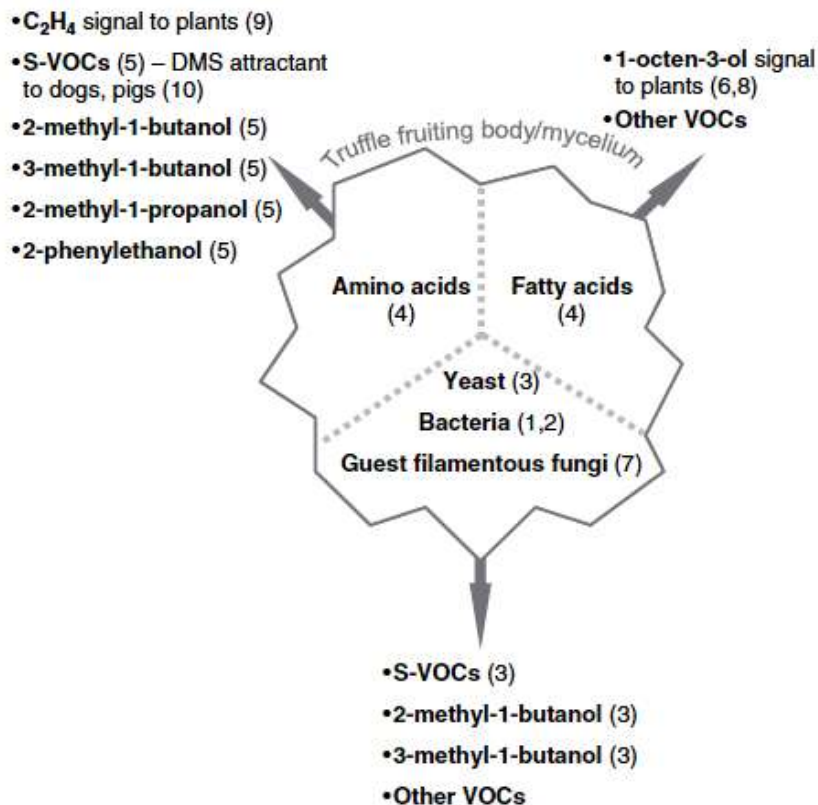 •C₂H₄ signal to plants (9)
•S-VOCs (5) – DMS attractant
to dogs, pigs (10)
•2-methyl-1-butanol (5)
•3-methyl-1-butanol (5)
•2-methyl-1-propanol (5)
•2-phenylethanol (5)
•1-octen-3-ol signal
to plants (6,8)
•Other VOCs
Truffle fruiting body/mycelium
Amino acids
(4)
Fatty acids
(4)
Yeast (3)
Bacteria (1,2)
Guest filamentous fungi (7)
•S-VOCs (3)
•2-methyl-1-butanol (3)
•3-methyl-1-butanol (3)
•Other VOCs